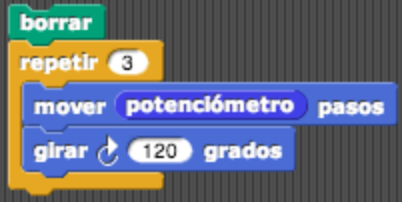 borrar
repetir 3
mover potenciómetro pasos
girar 120 grados